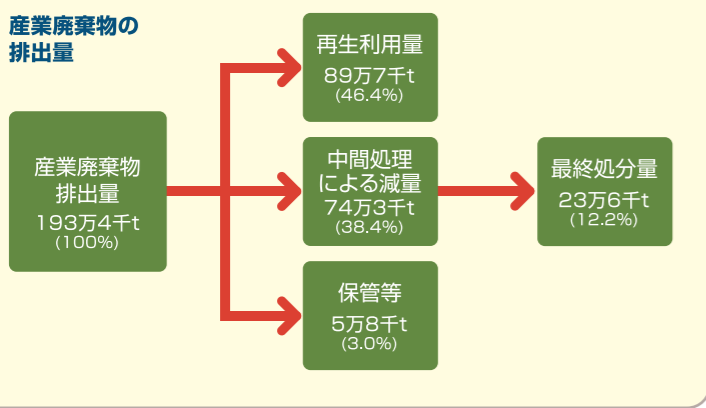 産業廃棄物の
排出量
産業廃棄物
排出量
193万4千t
(100%)
再生利用量
89万7千t
(46.4%)
中間処理
による減量
74万3千t
(38.4%)
保管等
5万8千t
(3.0%)
最終処分量
23万6千t
(12.2%)